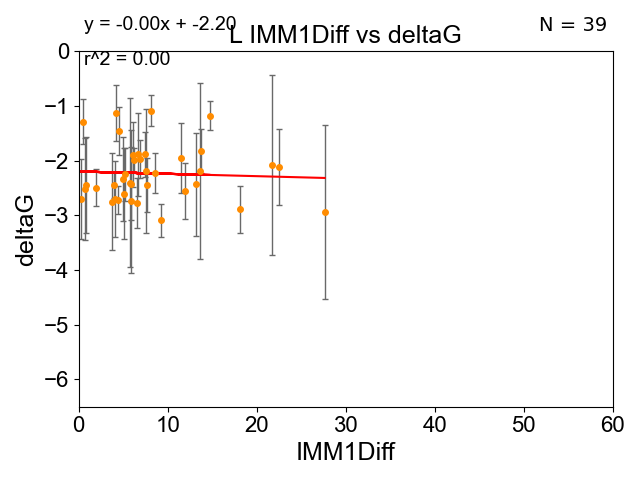 y = -0.00x + -2.20
N = 39
L IMM1Diff vs deltaG
r^2 = 0.00
0
−1
−2
−3
−4
−5
−6
deltaG
0 10 20 30 40 50 60
IMM1Diff